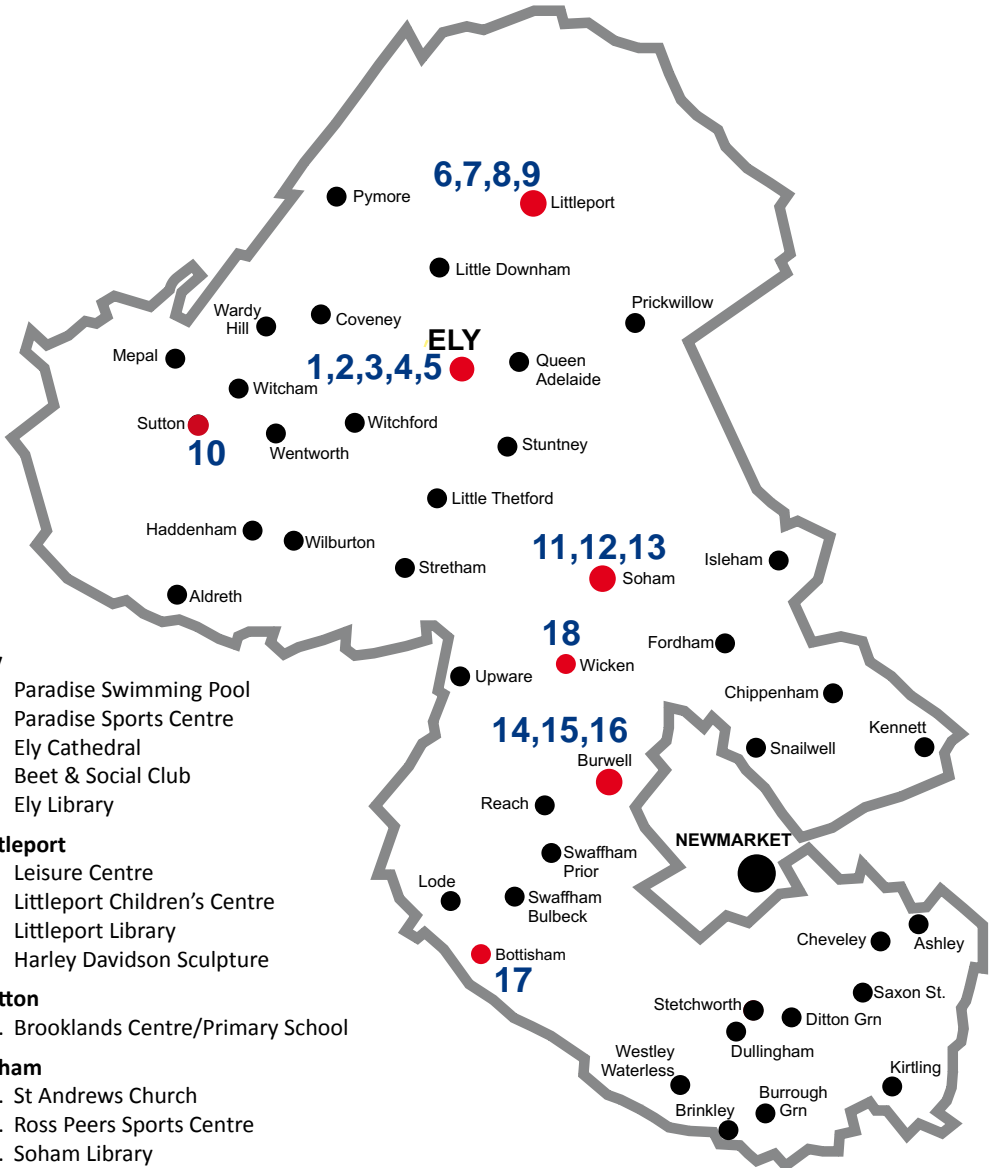 6,7,8,9
Pymore
Littleport
Little Downham
Prickwillow
Wardy
Hill
Coveney
ELY
Mepal
1,2,3,4,5
Queen
Adelaide
Witcham
Sutton
Witchford
10
Wentworth
Stuntney
Little Thetford
Haddenham
Wilburton
11,12,13
Isleham
Stretham
Soham
Aldreth
18
Fordham
Wicken
Upware
Chippenham
14,15,16
Kennett
Burwell
Snailwell
Reach
NEWMARKET
Swaffham
Prior
Lode
Swaffham
Bulbeck
Cheveley
Ashley
Bottisham
17
Saxon St.
Stetchworth
Ditton Grn
Dullingham
Westley
Waterless
Kirtling
Burrough
Grn
Brinkley
Paradise Swimming Pool
Paradise Sports Centre
Ely Cathedral
Beet & Social Club
Ely Library
ttleport
Leisure Centre
Littleport Children's Centre
Littleport Library
Harley Davidson Sculpture
tton
. Brooklands Centre/Primary School
ham
. St Andrews Church
. Ross Peers Sports Centre
. Soham Library